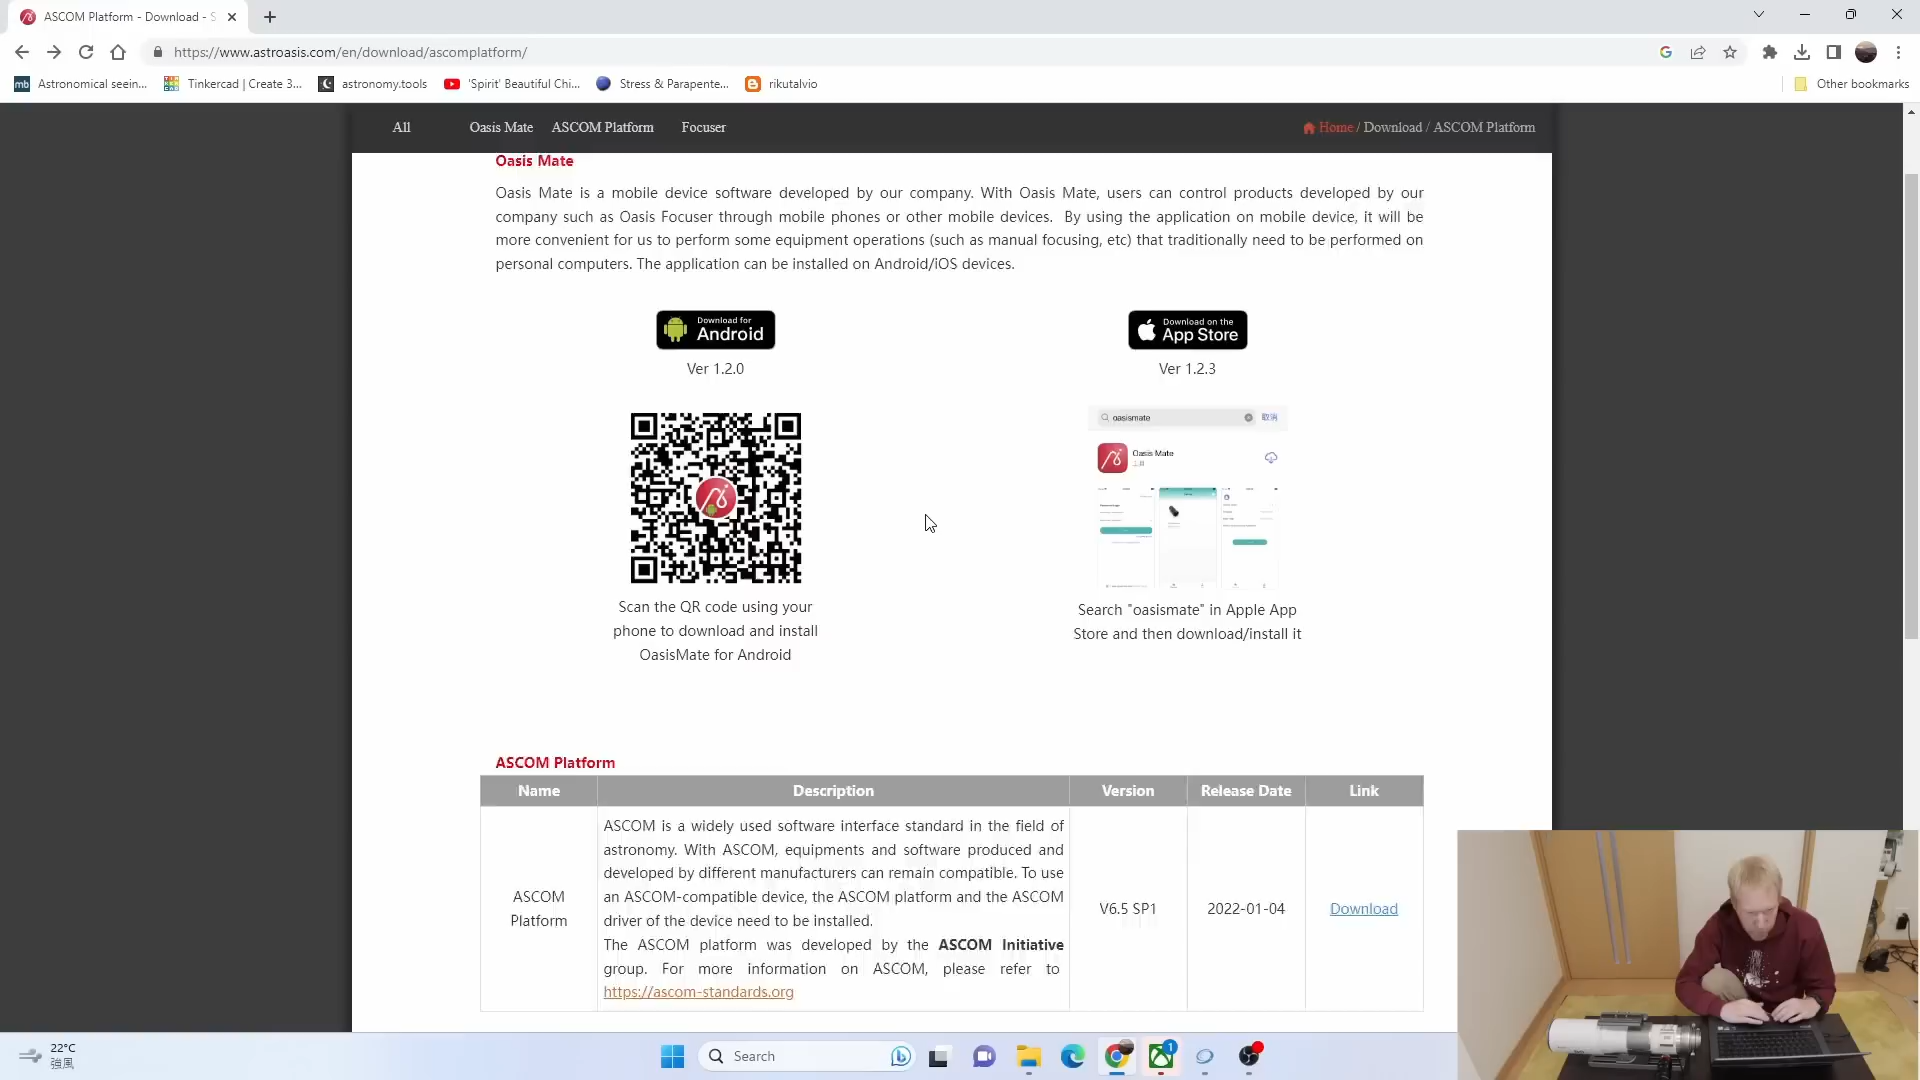 ASCOM Platform - Download - S
https://www.astroasis.com/en/download/ascomplatform/
Astronomical seein...
Tinkercad | Create 3...
astronomy.tools
'Spirit' Beautiful Chi...
Stress & Parapente...
rikutalvio
Other bookmarks
All
Oasis Mate
ASCOM Platform
Focuser
Home / Download / ASCOM Platform
Oasis Mate
Oasis Mate is a mobile device software developed by our company. With Oasis Mate, users can control products developed by our
company such as Oasis Focuser through mobile phones or other mobile devices. By using the application on mobile device, it will be
more convenient for us to perform some equipment operations (such as manual focusing, etc) that traditionally need to be performed on
personal computers. The application can be installed on Android/iOS devices.
Download for
Android
Ver 1.2.0
Download on the
App Store
Ver 1.2.3
oasismate
取消
Oasis Mate
工具
Scan the QR code using your
phone to download and install
OasisMate for Android
Search "oasismate" in Apple App
Store and then download/install it
ASCOM Platform
Name
Description
Version
Release Date
Link
ASCOM
Platform
ASCOM is a widely used software interface standard in the field of
astronomy. With ASCOM, equipments and software produced and
developed by different manufacturers can remain compatible. To use
an ASCOM-compatible device, the ASCOM platform and the ASCOM
driver of the device need to be installed.
The ASCOM platform was developed by the ASCOM Initiative
group. For more information on ASCOM, please refer to
https://ascom-standards.org
V6.5 SP1
2022-01-04
Download
22°C
強風
Search
1